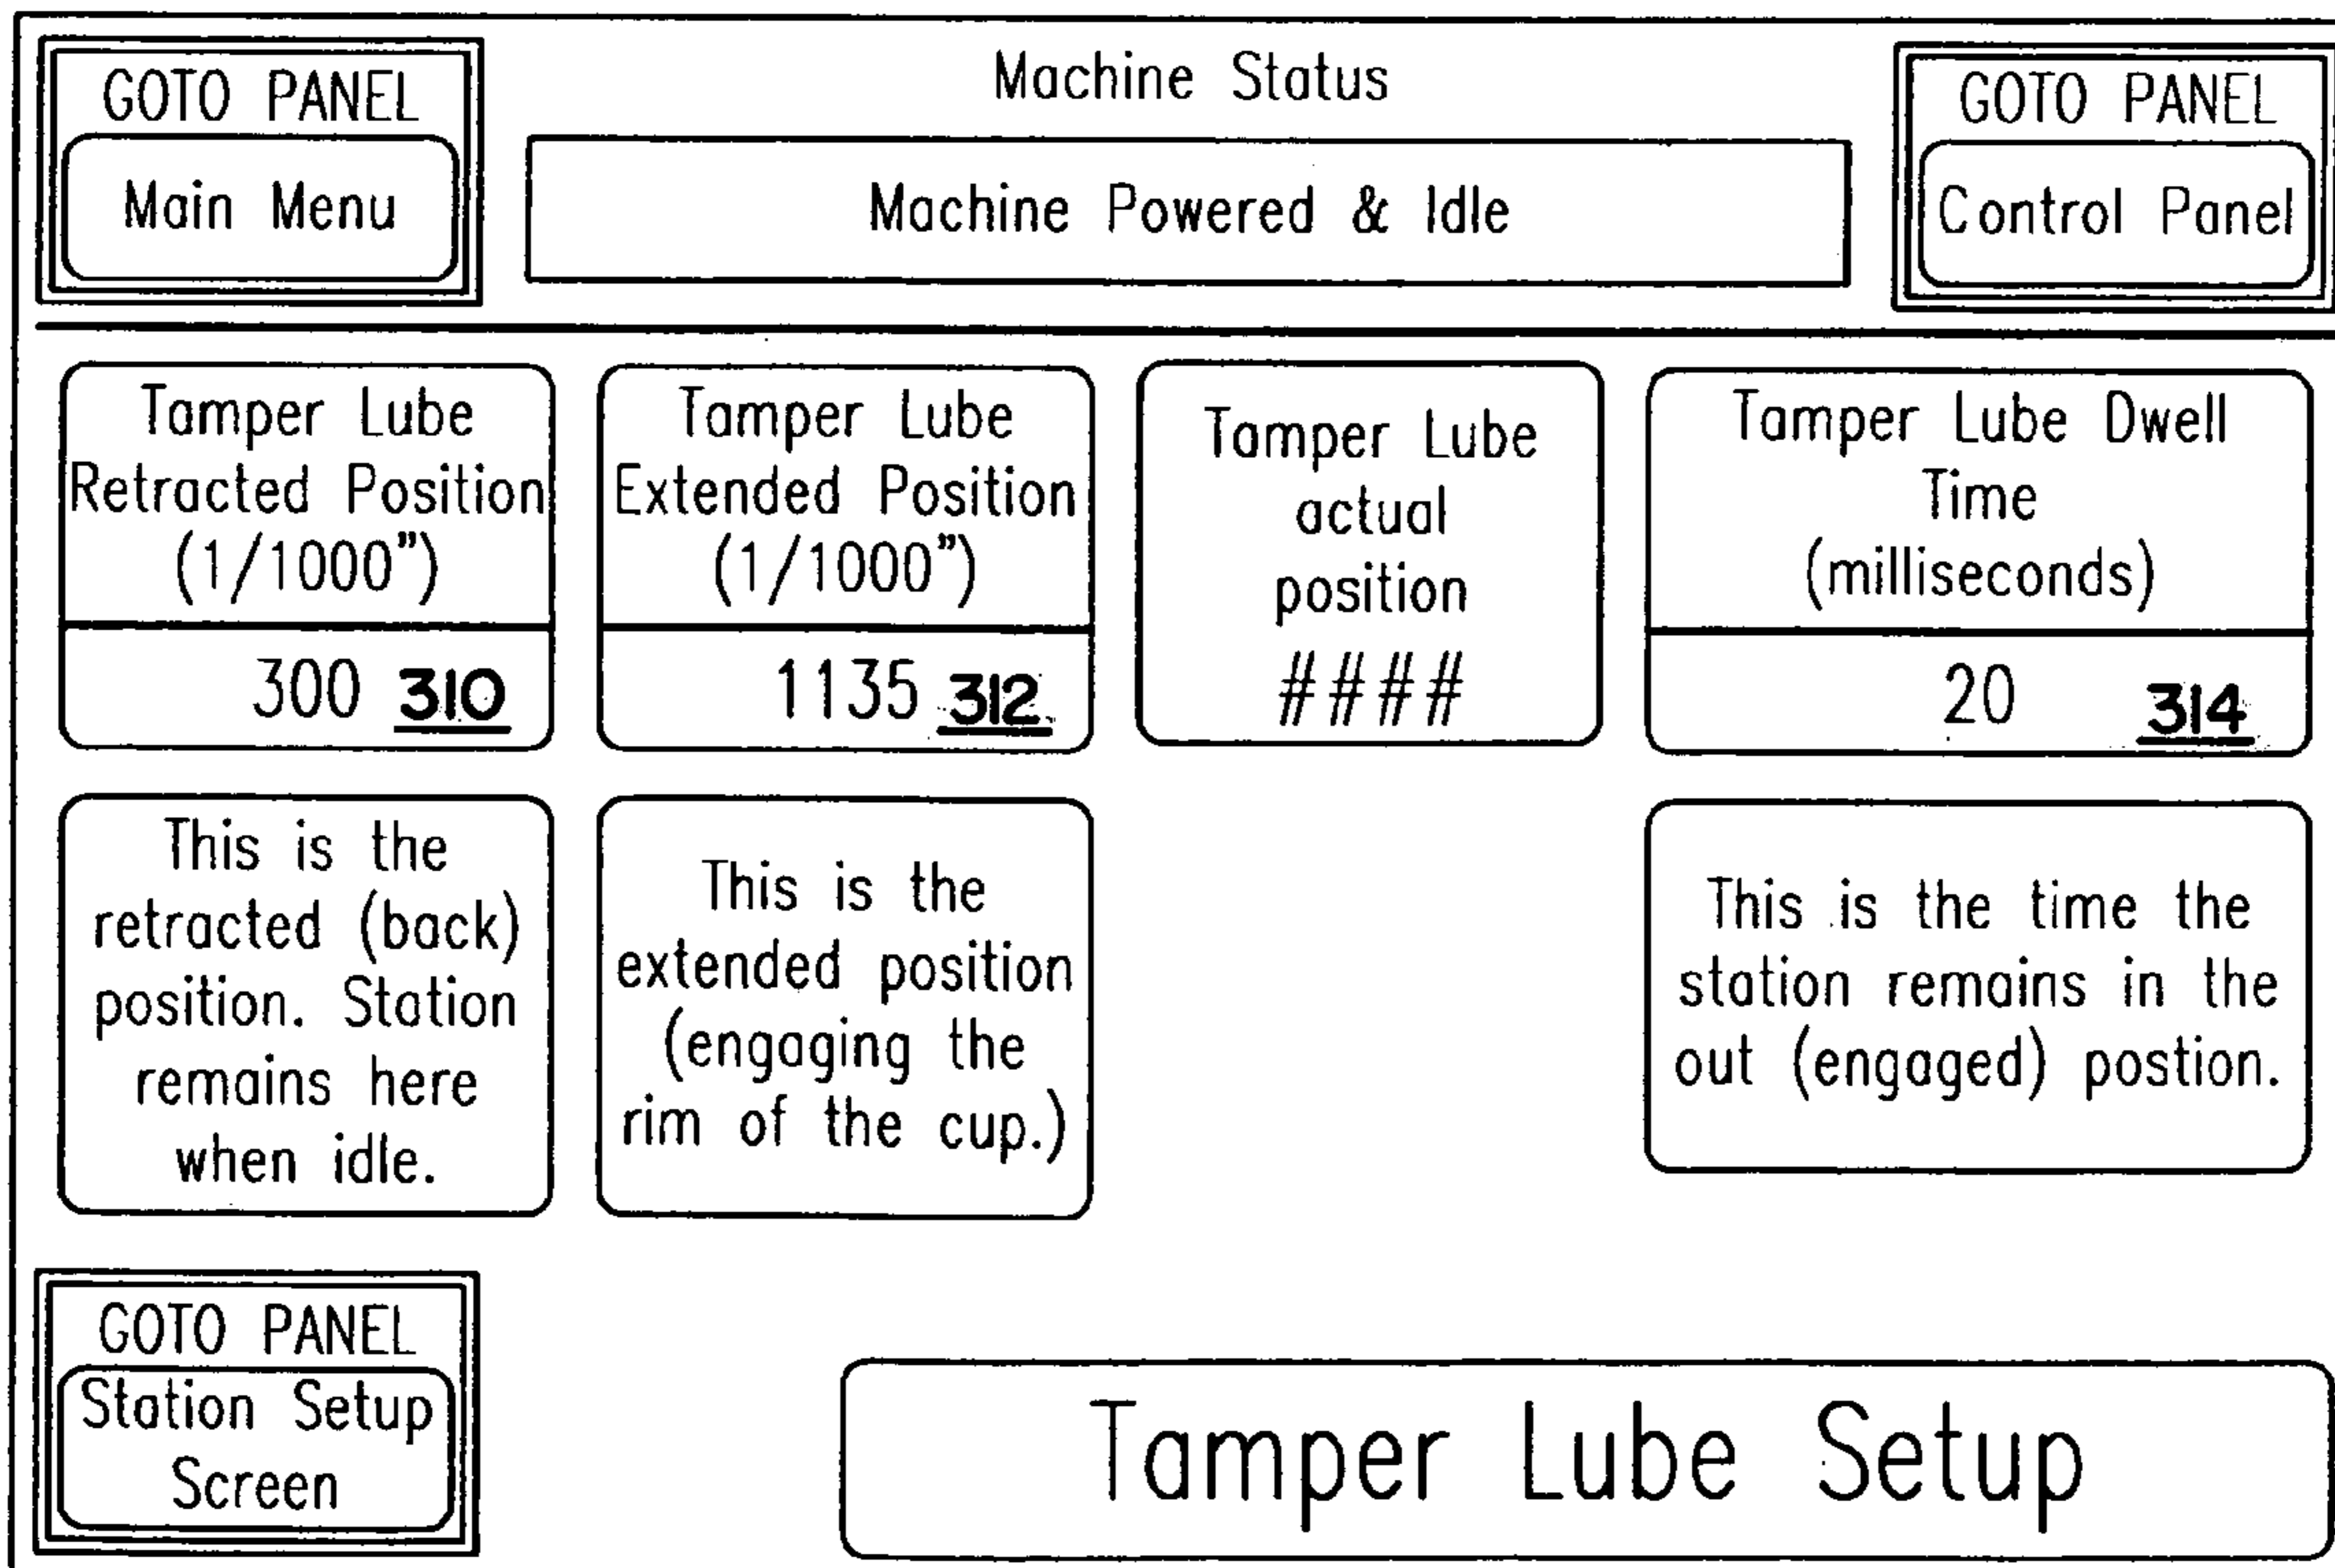 GOTO PANEL
Main Menu
Machine Status
Machine Powered & Idle
GOTO PANEL
Control Panel
Tamper Lube
Retracted Position
(1/1000")
300 310
Tamper Lube
Extended Position
(1/1000")
1135 312
Tamper Lube
actual
position
####
Tamper Lube Dwell
Time
(milliseconds)
20 314
This is the
retracted (back)
position. Station
remains here
when idle.
This is the
extended position
(engaging the
rim of the cup.)
This is the time the
station remains in the
out (engaged) postion.
GOTO PANEL
Station Setup
Screen
Tamper Lube Setup